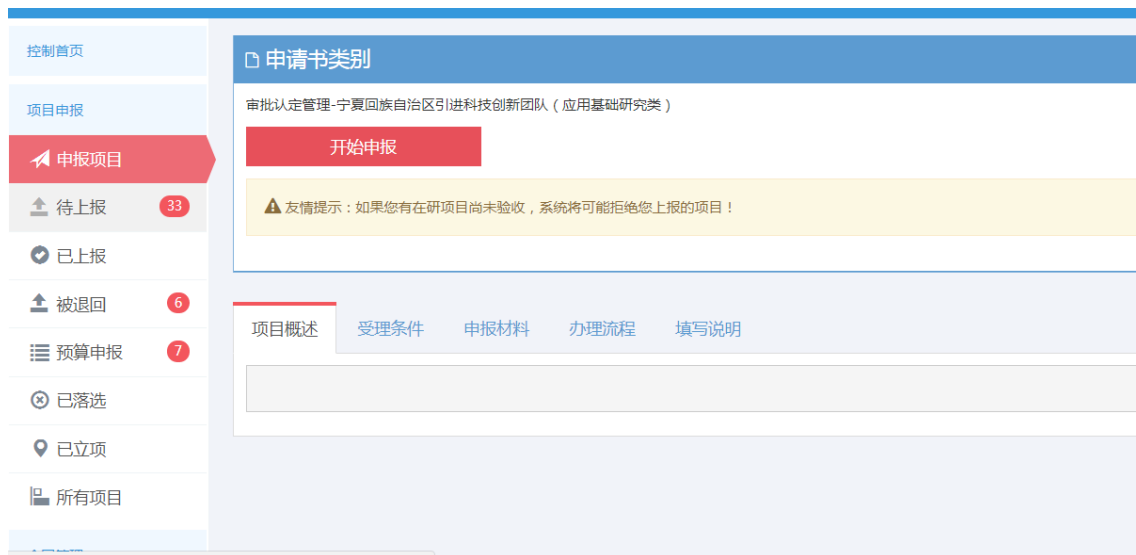 控制首页
项目申报
申报项目
待上报 33
已上报
被退回 6
预算申报 7
已落选
已立项
所有项目
申请书类别
审批认定管理-宁夏回族自治区引进科技创新团队（应用基础研究类）
开始申报
友情提示：如果您有在研项目尚未验收，系统将可能拒绝您上报的项目！
项目概述 受理条件 申报材料 办理流程 填写说明